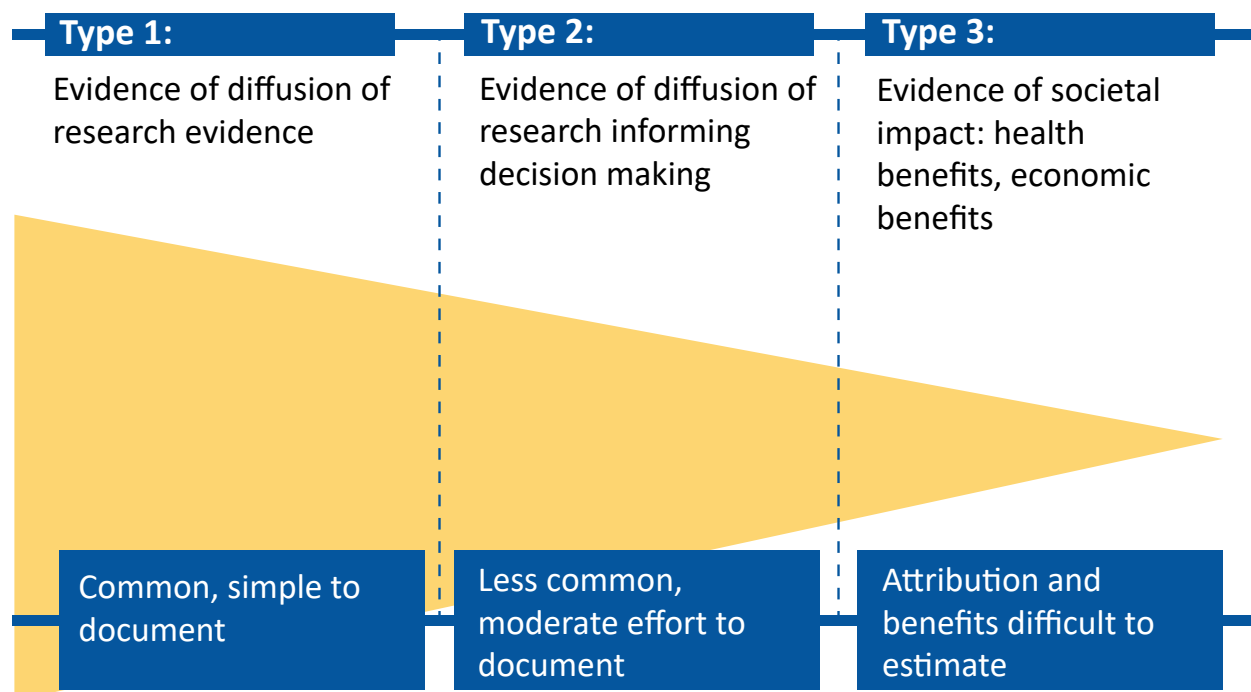 Type 1:
Evidence of diffusion of
research evidence
Type 2:
Evidence of diffusion of
research informing
decision making
Type 3:
Evidence of societal
impact: health
benefits, economic
benefits
Common, simple to
document
Less common,
moderate effort to
document
Attribution and
benefits difficult to
estimate